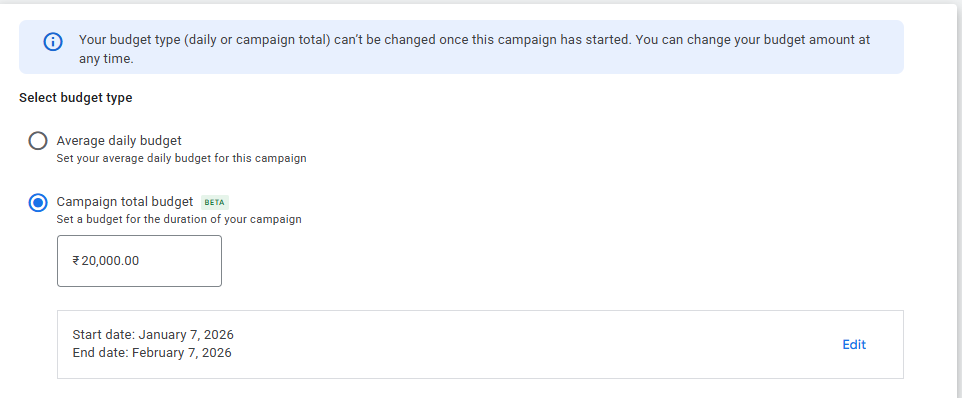 Your budget type (daily or campaign total) can’t be changed once this campaign has started. You can change your budget amount at
any time.
Select budget type
Average daily budget
Set your average daily budget for this campaign
Campaign total budget BETA
Set a budget for the duration of your campaign
₹20,000.00
Start date: January 7, 2026
End date: February 7, 2026
Edit